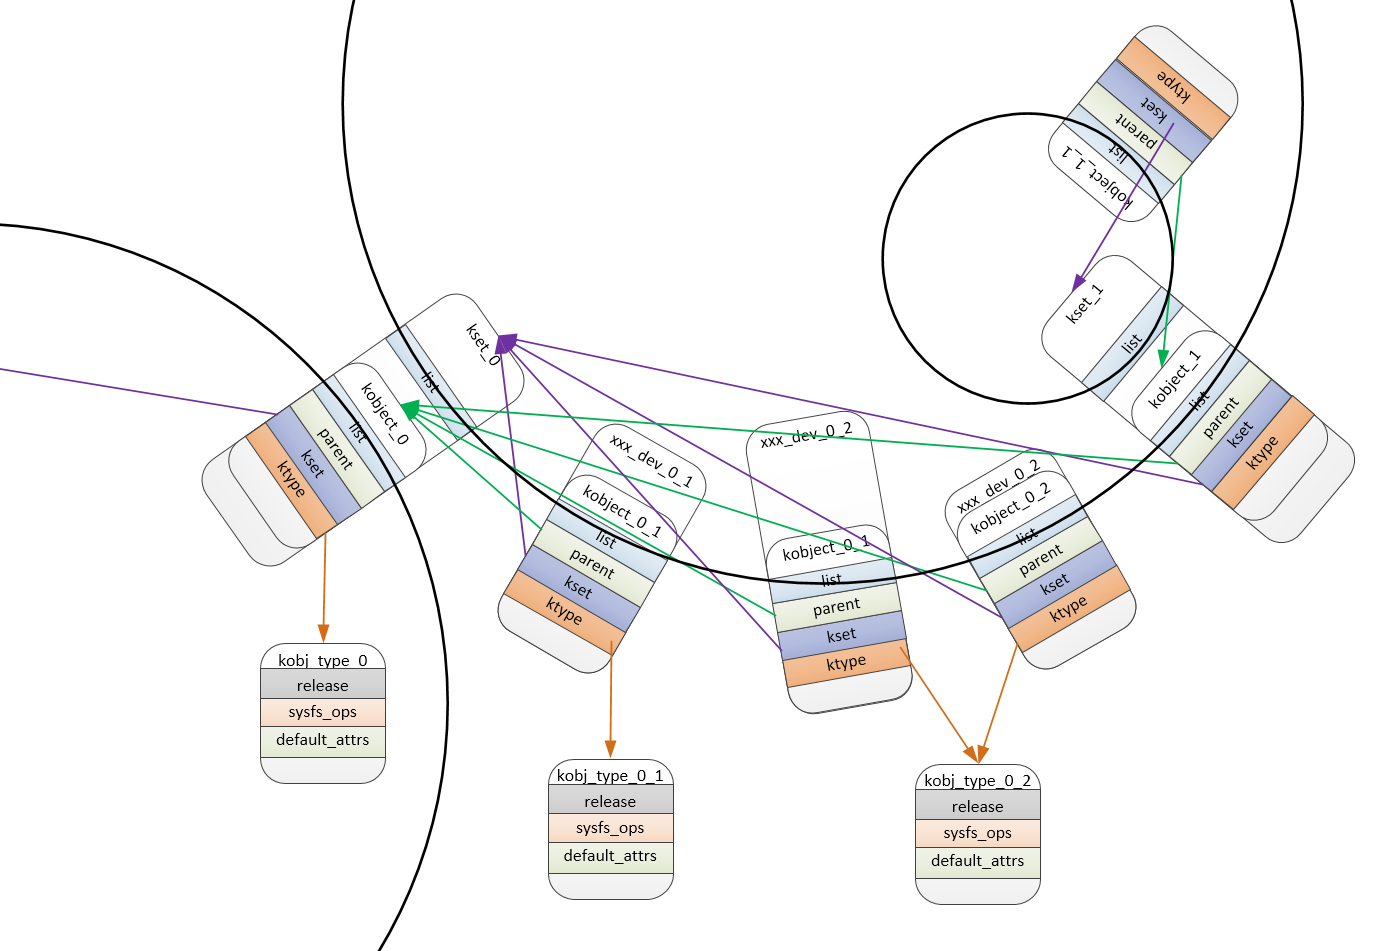 ktype
kset
parent
list
kobject_1_1
kset_1
list
kobject_1
list
parent
kset
ktype
kset_0
list
kobject_0
list
parent
kset
ktype
xxx_dev_0_1
kobject_0_1
list
parent
kset
ktype
xxx_dev_0_2
kobject_0_1
list
parent
kset
ktype
xxx_dev_0_2
kobject_0_2
list
parent
kset
ktype
kobj_type_0
release
sysfs_ops
default_attrs
kobj_type_0_1
release
sysfs_ops
default_attrs
kobj_type_0_2
release
sysfs_ops
default_attrs